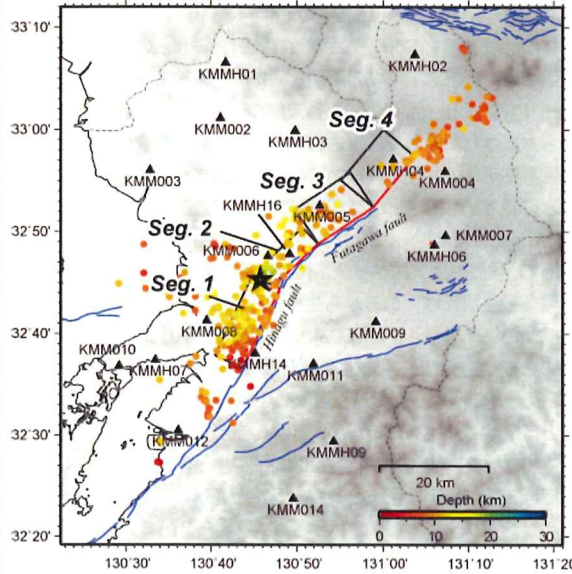 33°10'
33°00'
32°50'
32°40'
32°30'
32°20'
KMMH01
KMMH02
KMM002
KMMH03
Seg. 4
KMM003
KMMH04
KMM004
Seg. 3
KMMH16
KMM005
Seg. 2
KMM006
Futagawa fault
KMM007
KMMH06
Seg. 1
Hinagu fault
KMM008
KMM009
KMM010
KMMH07
KMMH14
KMM011
KMM012
KMMH09
20 km
KMM014
Depth (km)
0 10 20 30
130°30' 130°40' 130°50' 131°00' 131°10' 131°20'